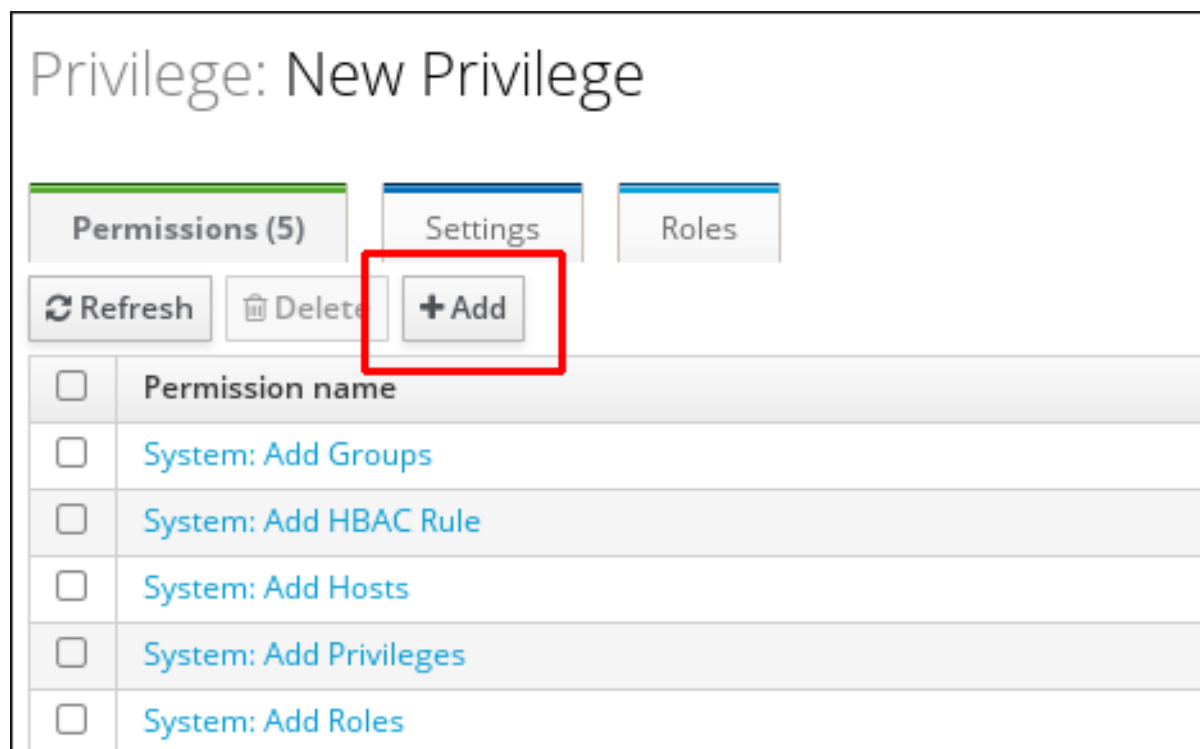 Privilege: New Privilege
Permissions (5) Settings Roles
Refresh Delete Add
Permission name
System: Add Groups
System: Add HBAC Rule
System: Add Hosts
System: Add Privileges
System: Add Roles